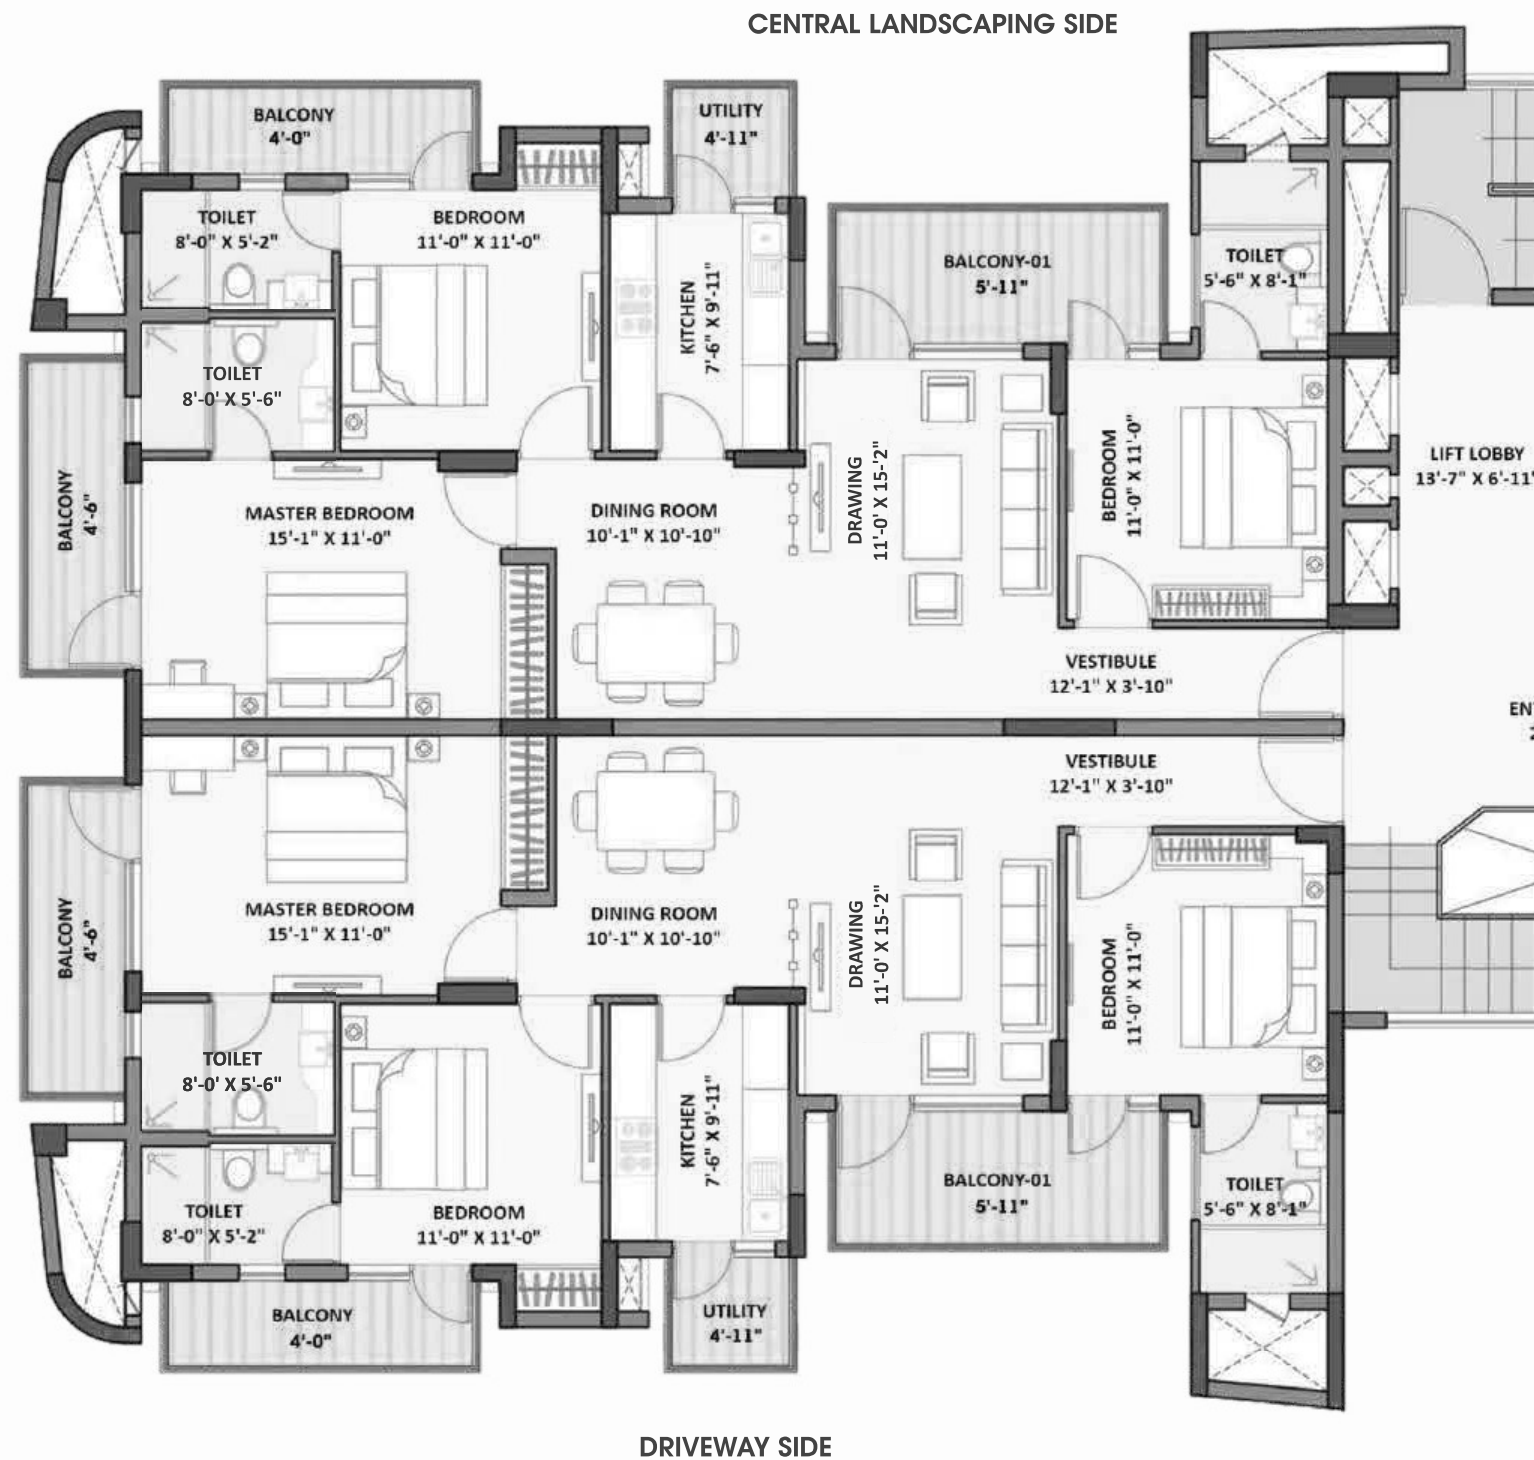 CENTRAL LANDSCAPING SIDE
BALCONY
4'-0"
UTILITY
4'-11"
TOILET
8'-0" X 5'-2"
BEDROOM
11'-0" X 11'-0"
KITCHEN
7'-6" X 9'-11"
BALCONY-01
5'-11"
TOILET
5'-6" X 8'-1"
TOILET
8'-0' X 5'-6"
BALCONY
4'-6"
MASTER BEDROOM
15'-1" X 11'-0"
DINING ROOM
10'-1" X 10'-10"
DRAWING
11'-0' X 15-'2"
BEDROOM
11'-0" X 11'-0"
LIFT LOBBY
13'-7" X 6'-11'
VESTIBULE
12'-1" X 3'-10"
EN
VESTIBULE
12'-1" X 3'-10"
BALCONY
4'-6"
MASTER BEDROOM
15'-1" X 11'-0"
DINING ROOM
10'-1" X 10'-10"
DRAWING
11'-0' X 15-'2"
BEDROOM
11'-0" X 11'-0"
TOILET
8'-0' X 5'-6"
KITCHEN
7'-6" X 9'-11"
TOILET
8'-0" X 5'-2"
BEDROOM
11'-0" X 11'-0"
BALCONY-01
5'-11"
TOILET
5'-6" X 8'-1"
BALCONY
4'-0"
UTILITY
4'-11"
DRIVEWAY SIDE